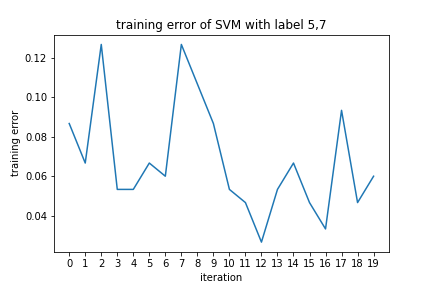 training error of SVM with label 5,7
training error
0.12
0.10
0.08
0.06
0.04
0 1 2 3 4 5 6 7 8 9 10 11 12 13 14 15 16 17 18 19
iteration